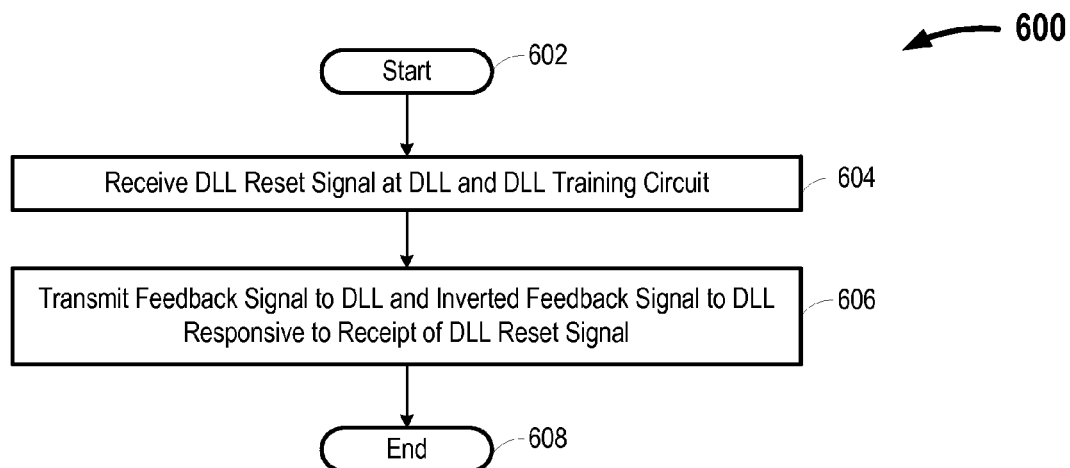 600
Start
602
Receive DLL Reset Signal at DLL and DLL Training Circuit
604
Transmit Feedback Signal to DLL and Inverted Feedback Signal to DLL
Responsive to Receipt of DLL Reset Signal
606
End
608